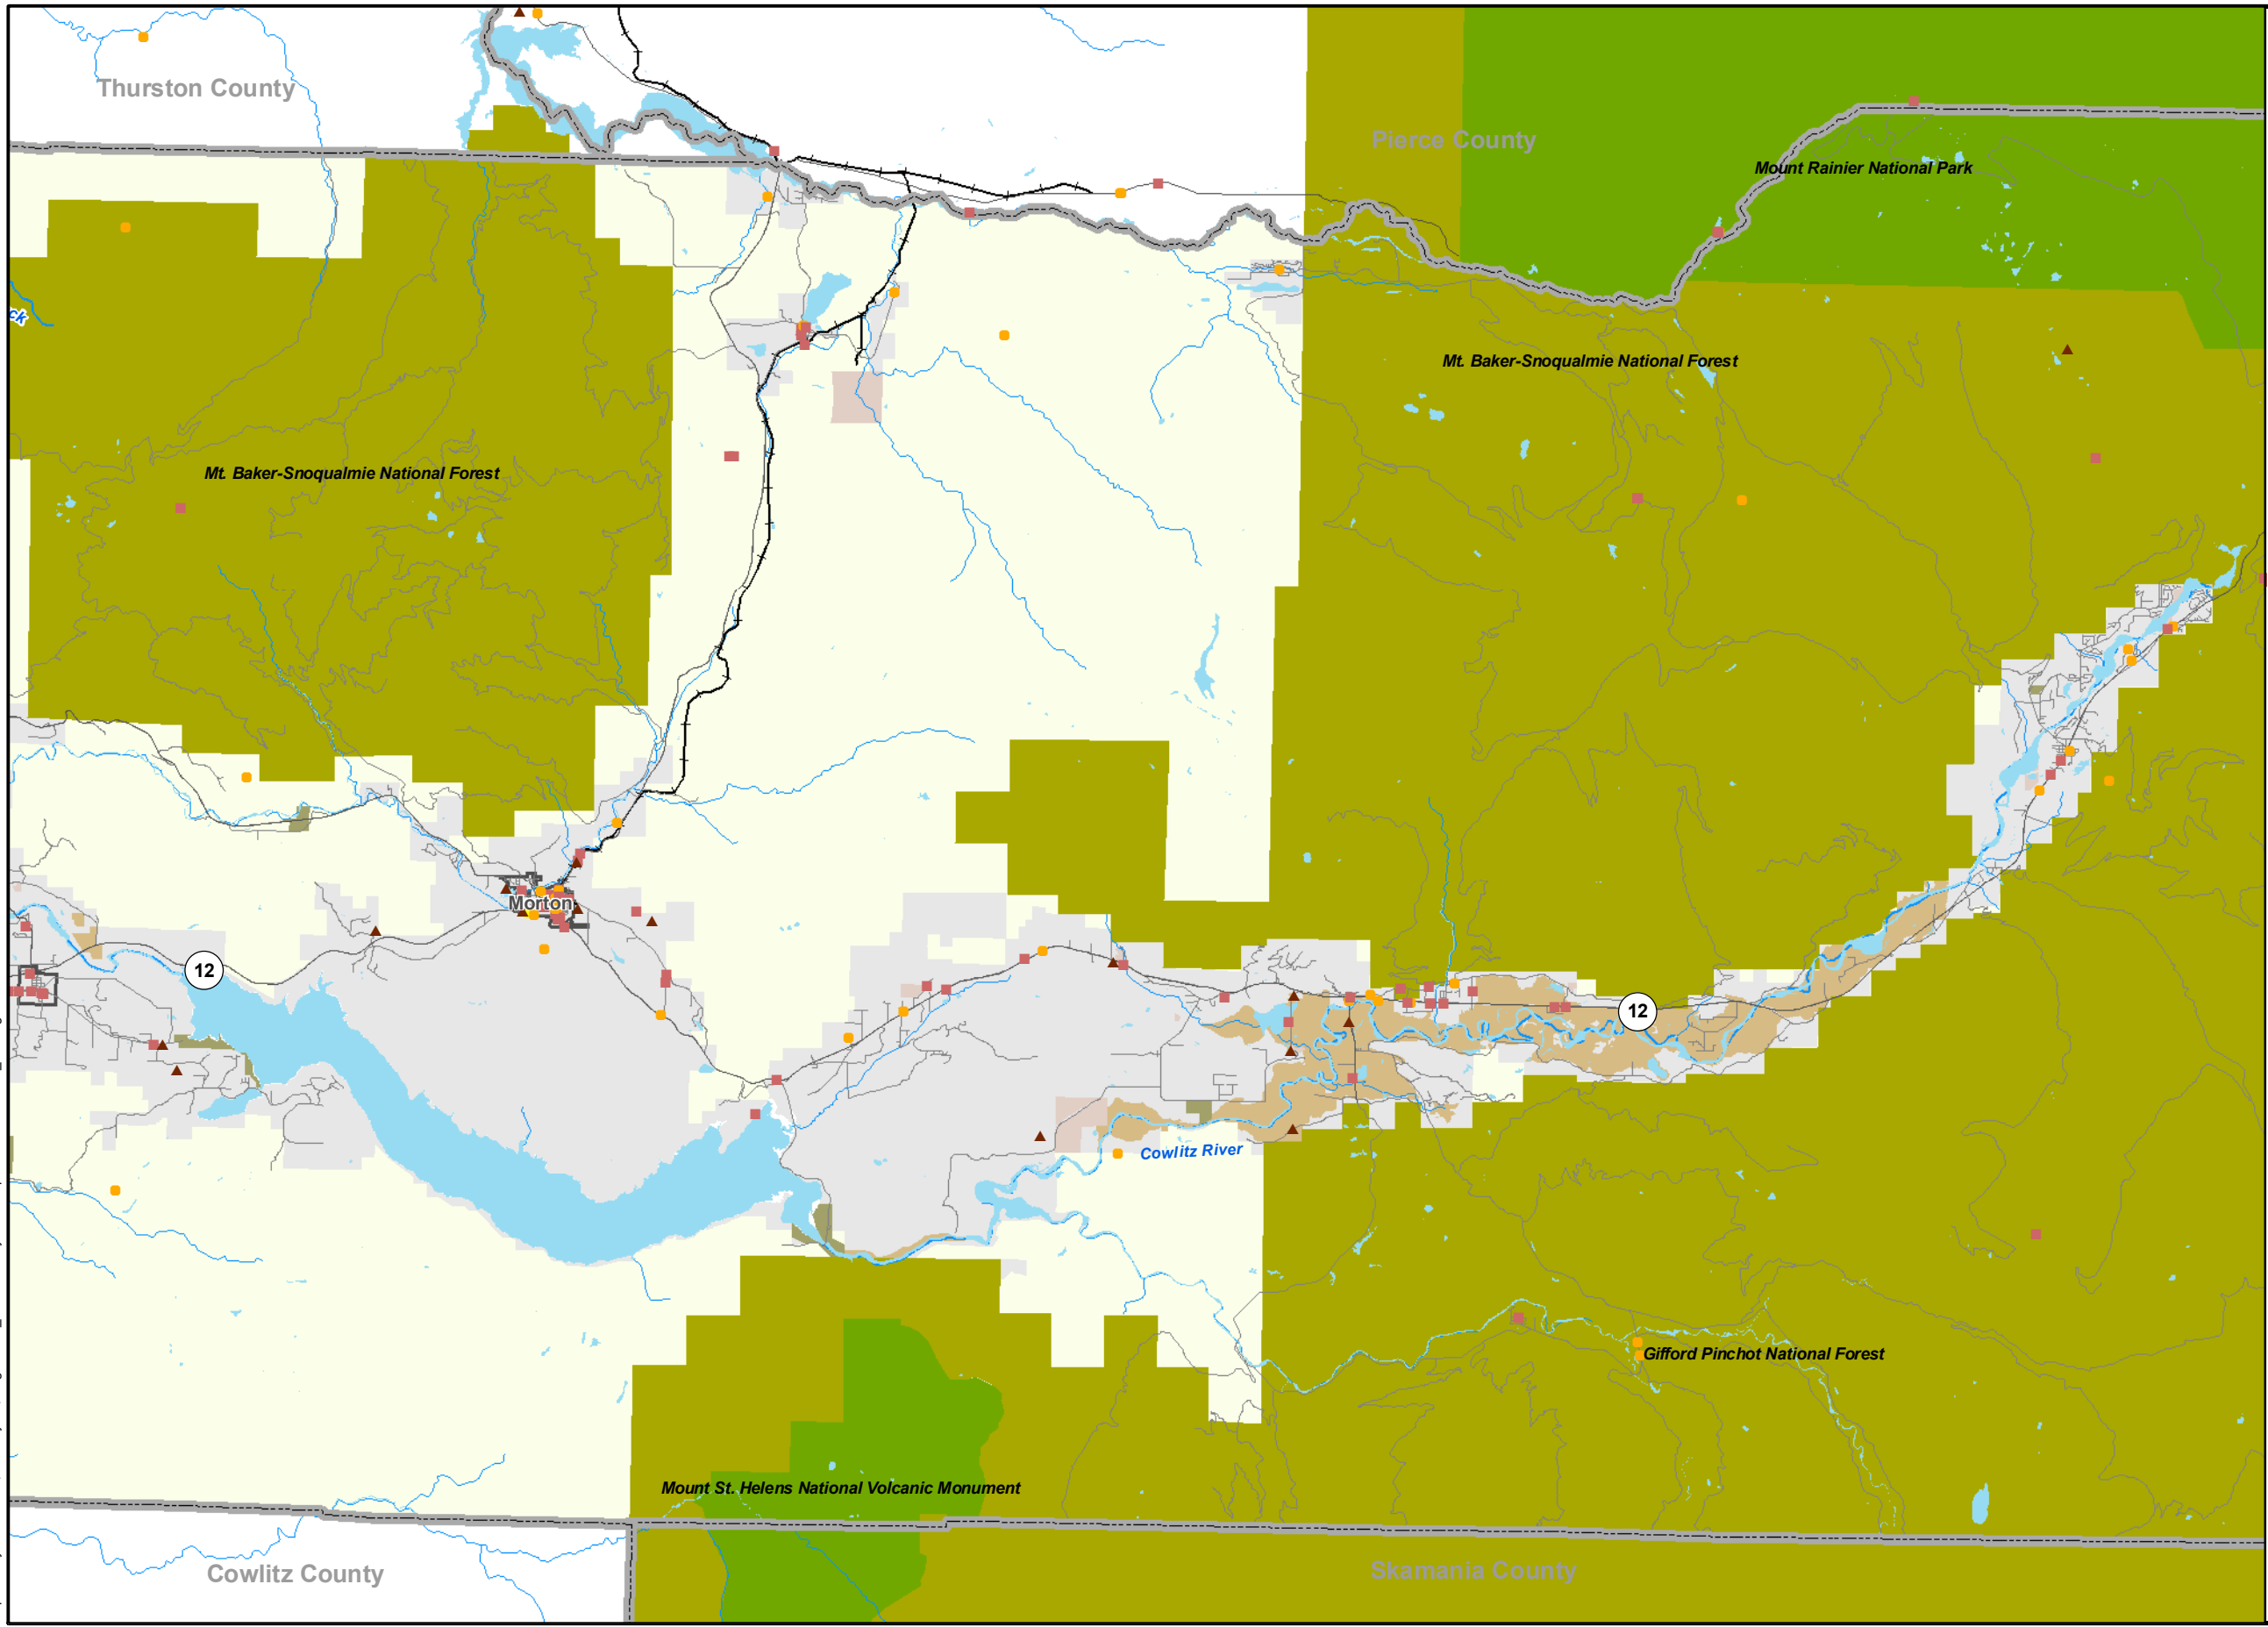 Thurston County
Pierce County
Mount Rainier National Park
ck
Mt. Baker-Snoqualmie National Forest
Mt. Baker-Snoqualmie National Forest
Morton
12
12
Cowlitz River
Gifford Pinchot National Forest
Mount St. Helens National Volcanic Monument
Cowlitz County
Skamania County